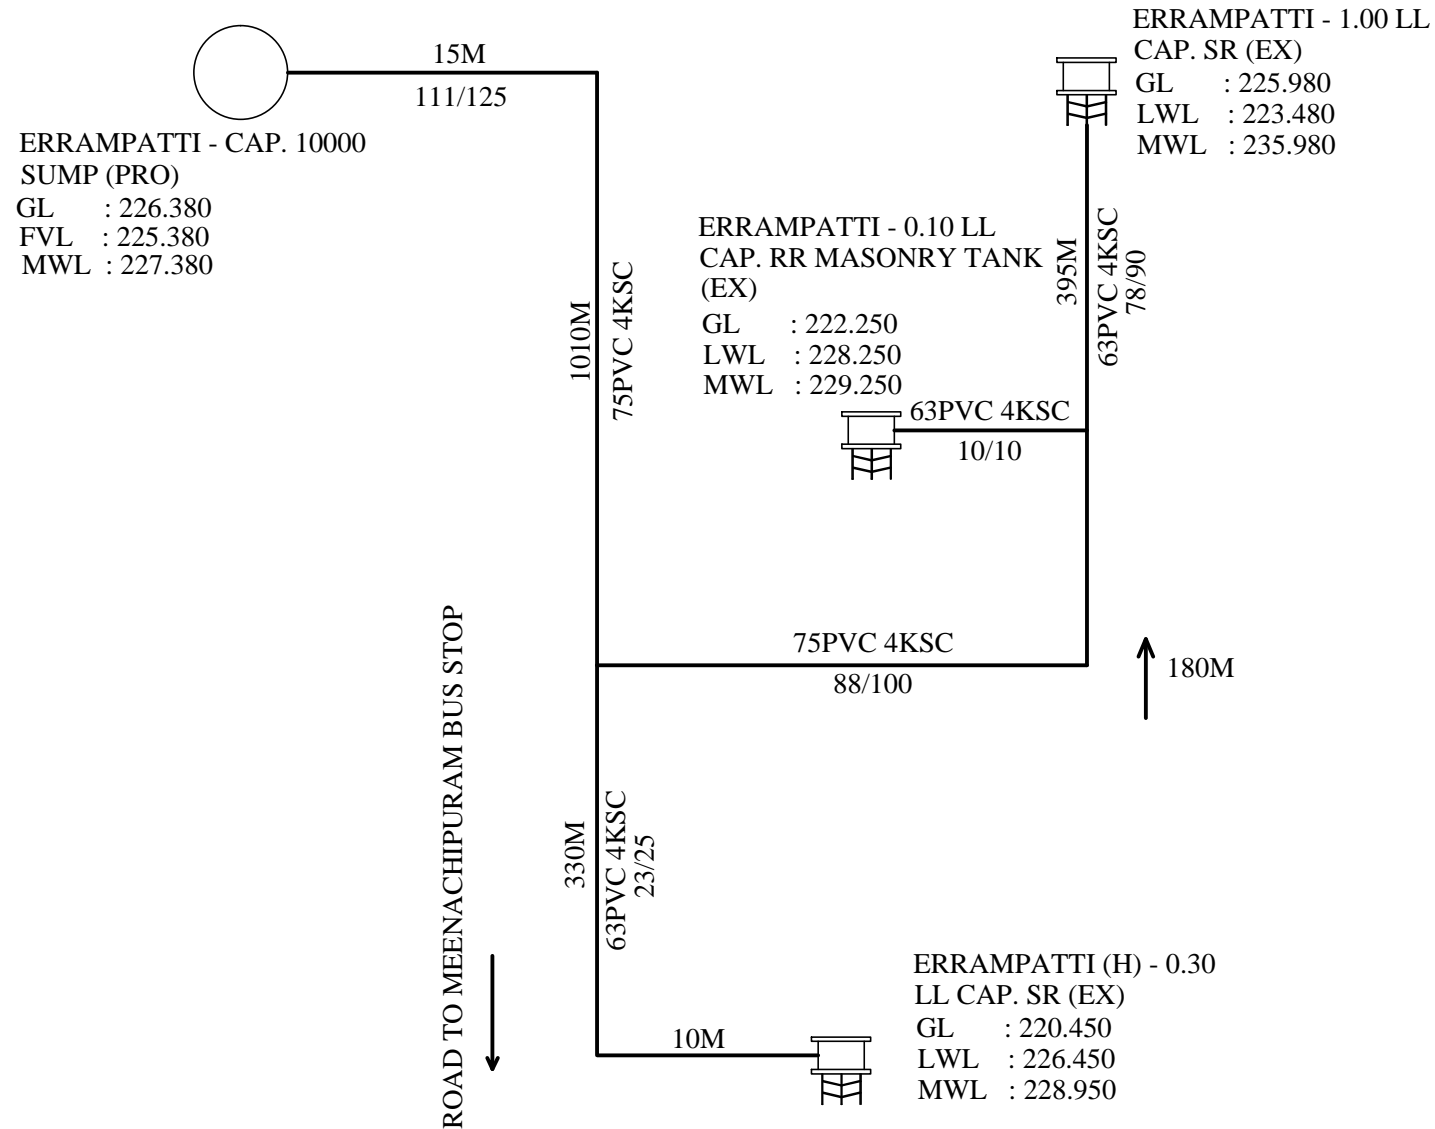 15M
111/125
ERRAMPATTI - CAP. 10000
SUMP (PRO)
GL : 226.380
FVL : 225.380
MWL : 227.380
ERRAMPATTI - 1.00 LL
CAP. SR (EX)
GL : 225.980
LWL : 223.480
MWL : 235.980
ERRAMPATTI - 0.10 LL
CAP. RR MASONRY TANK
(EX)
GL : 222.250
LWL : 228.250
MWL : 229.250
395M
63PVC 4KSC
78/90
1010M
75PVC 4KSC
63PVC 4KSC
10/10
75PVC 4KSC
88/100
180M
ROAD TO MEENACHIPURAM BUS STOP
330M
63PVC 4KSC
23/25
10M
ERRAMPATTI (H) - 0.30
LL CAP. SR (EX)
GL : 220.450
LWL : 226.450
MWL : 228.950